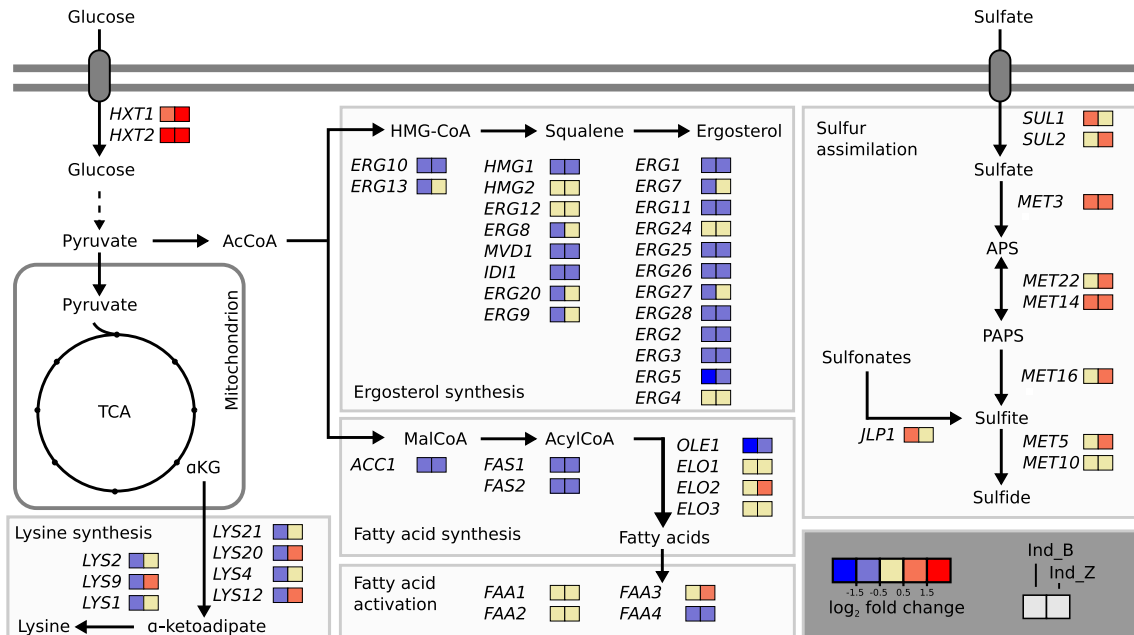 Glucose
HXT1
HXT2
Glucose
Pyruvate
AcCoA
Pyruvate
TCA
αKG
Mitochondrion
Lysine synthesis
LYS2
LYS9
LYS1
LYS21
LYS20
LYS4
LYS12
Lysine
α-ketoadipate
HMG-CoA
Squalene
Ergosterol
ERG10
ERG13
HMG1
HMG2
ERG12
ERG8
MVD1
IDI1
ERG20
ERG9
ERG1
ERG7
ERG11
ERG24
ERG25
ERG26
ERG27
ERG28
ERG2
ERG3
ERG5
ERG4
Ergosterol synthesis
MalCoA
AcylCoA
ACC1
FAS1
FAS2
OLE1
ELO1
ELO2
ELO3
Fatty acid synthesis
Fatty acids
Fatty acid
activation
FAA1
FAA2
FAA3
FAA4
Sulfate
Sulfur
assimilation
SUL1
SUL2
Sulfate
MET3
APS
MET22
MET14
PAPS
Sulfonates
MET16
Sulfite
JLP1
MET5
MET10
Sulfide
-1.5 -0.5 0.5 1.5
log₂ fold change
Ind_B
Ind_Z